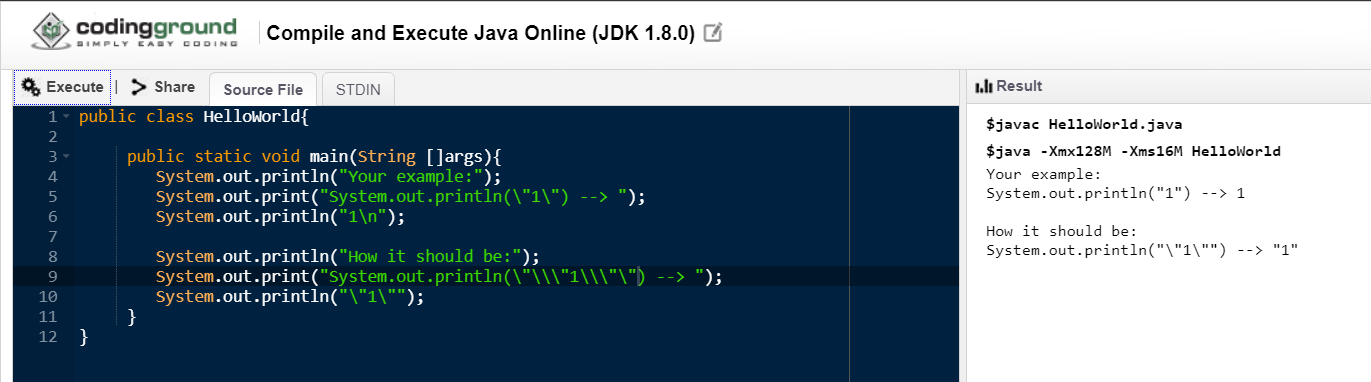 codingground
SIMPLY EASY CODING
Compile and Execute Java Online (JDK 1.8.0)
Execute | Share Source File STDIN
1 public class HelloWorld{
2
3 public static void main(String []args){
4 System.out.println("Your example:");
5 System.out.print("System.out.println(\"1\") --> ");
6 System.out.println("1\n");
7
8 System.out.println("How it should be:");
9 System.out.print("System.out.println(\"\\\"1\\\"\") --> ");
10 System.out.println("\"1\"");
11 }
12 }
Result
$javac HelloWorld.java
$java -Xmx128M -Xms16M HelloWorld
Your example:
System.out.println("1") --> 1
How it should be:
System.out.println("\"1\"") --> "1"